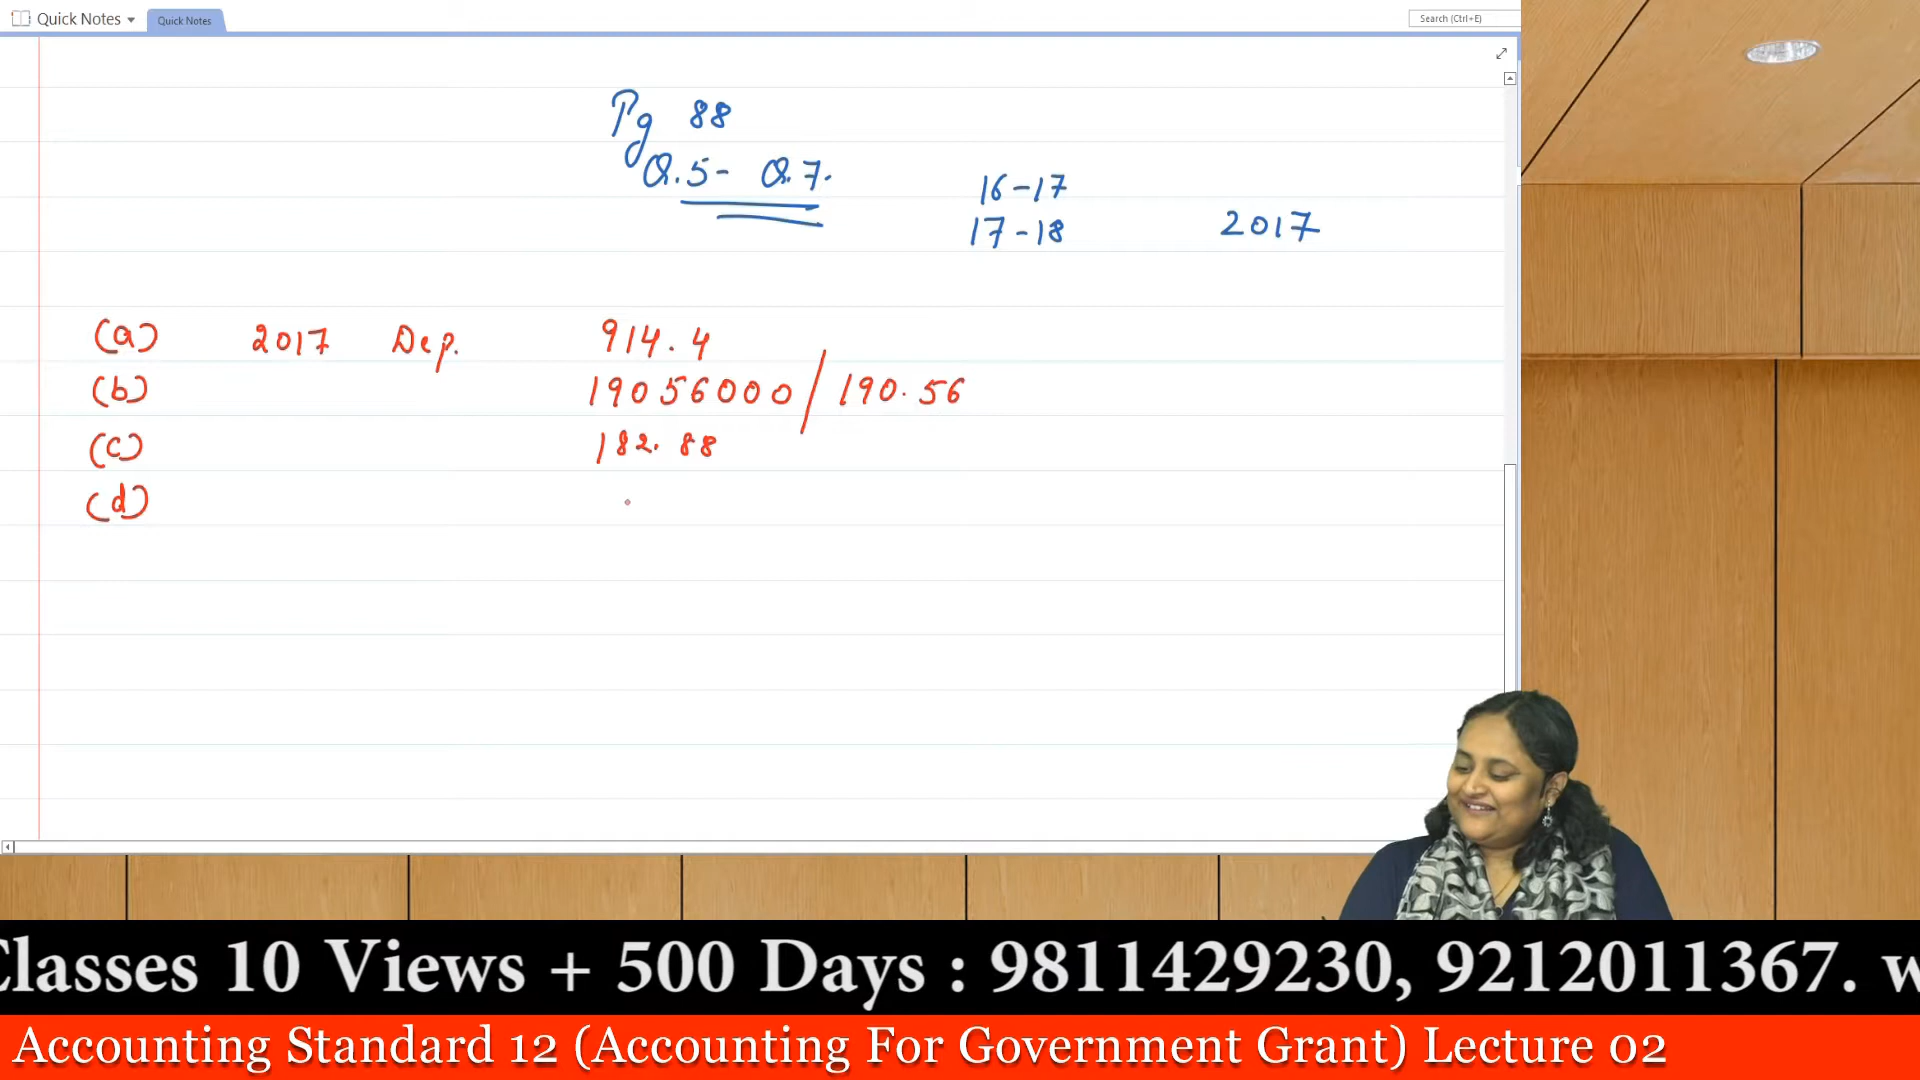 Quick Notes
Quick Notes
Search (Ctrl+E)
Pg 88
Q.5- Q.7.
16-17
17-18
2017
(a) 2017 Dep. 914.4
(b) 19056000/190.56
(c) 182.88
(d)
Classes 10 Views + 500 Days : 9811429230, 9212011367. w
Accounting Standard 12 (Accounting For Government Grant) Lecture 02